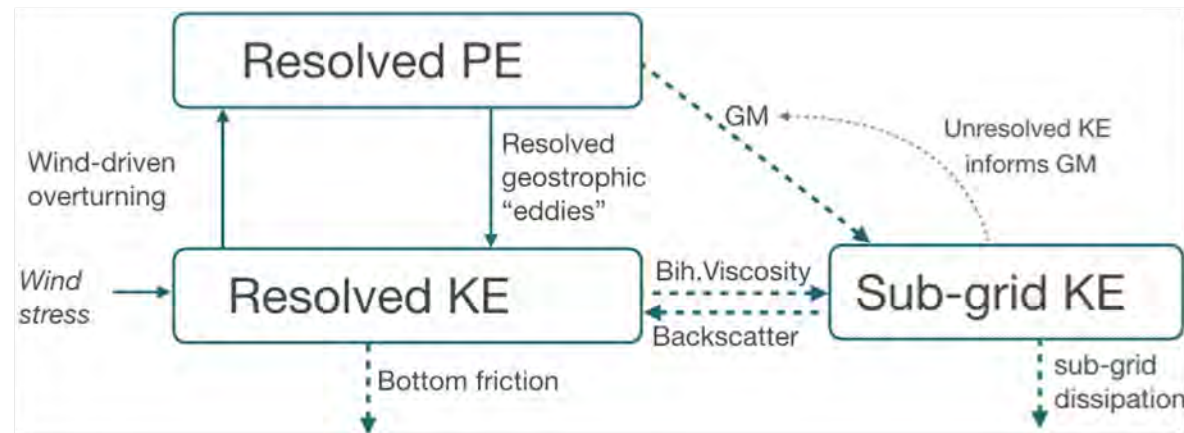 Resolved PE
GM
Unresolved KE
informs GM
Wind-driven
overturning
Resolved
geostrophic
“eddies”
Wind
stress
Resolved KE
Bih.Viscosity
Backscatter
Sub-grid KE
Bottom friction
sub-grid
dissipation